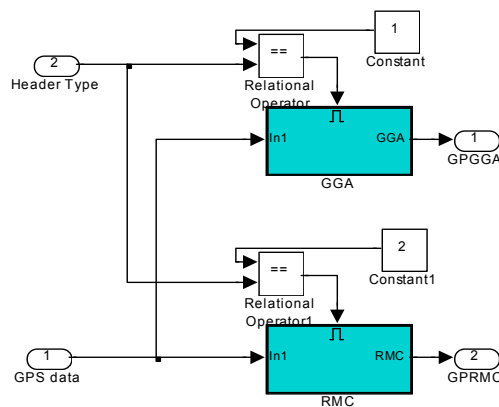 1
Constant
==
2
Header Type
Relational
Operator
In1
GGA
1
GPGGA
GGA
2
Constant1
==
Relational
Operator1
In1
RMC
1
GPS data
2
GPRMC
RMC